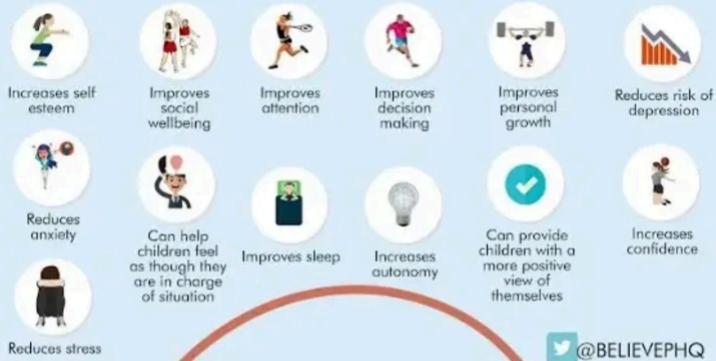 Increases self
esteem
Improves
social
wellbeing
Improves
attention
Improves
decision
making
Improves
personal
growth
Reduces risk of
depression
Reduces
anxiety
Can help
children feel
as though they
are in charge
of situation
Improves sleep
Increases
autonomy
Can provide
children with a
more positive
view of
themselves
Increases
confidence
Reduces stress
@BELIEVEPHQ